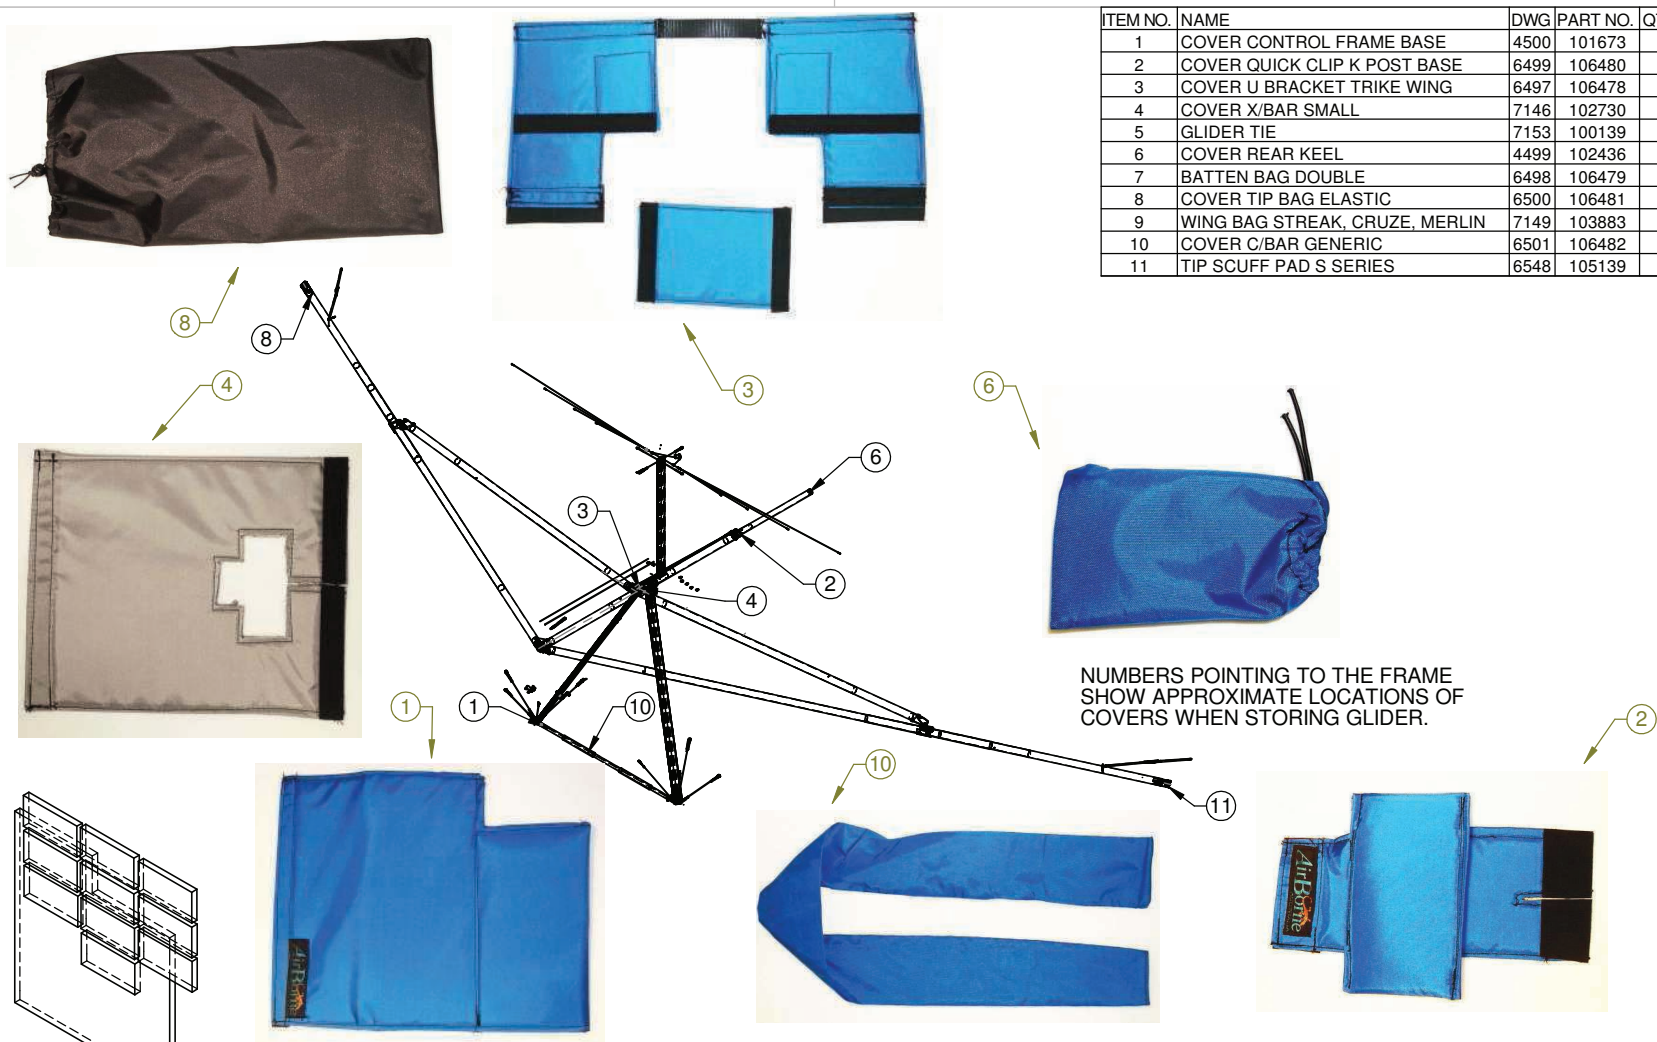 ITEM NO. NAME DWG PART NO.
1 COVER CONTROL FRAME BASE 4500 101673
2 COVER QUICK CLIP K POST BASE 6499 106480
3 COVER U BRACKET TRIKE WING 6497 106478
4 COVER X/BAR SMALL 7146 102730
5 GLIDER TIE 7153 100139
6 COVER REAR KEEL 4499 102436
7 BATTEN BAG DOUBLE 6498 106479
8 COVER TIP BAG ELASTIC 6500 106481
9 WING BAG STREAK, CRUZE, MERLIN 7149 103883
10 COVER C/BAR GENERIC 6501 106482
11 TIP SCUFF PAD S SERIES 6548 105139
8
8
4
3
6
6
3
2
4
NUMBERS POINTING TO THE FRAME
SHOW APPROXIMATE LOCATIONS OF
COVERS WHEN STORING GLIDER.
1
1
10
2
10
11
AirBorne
AirBorne